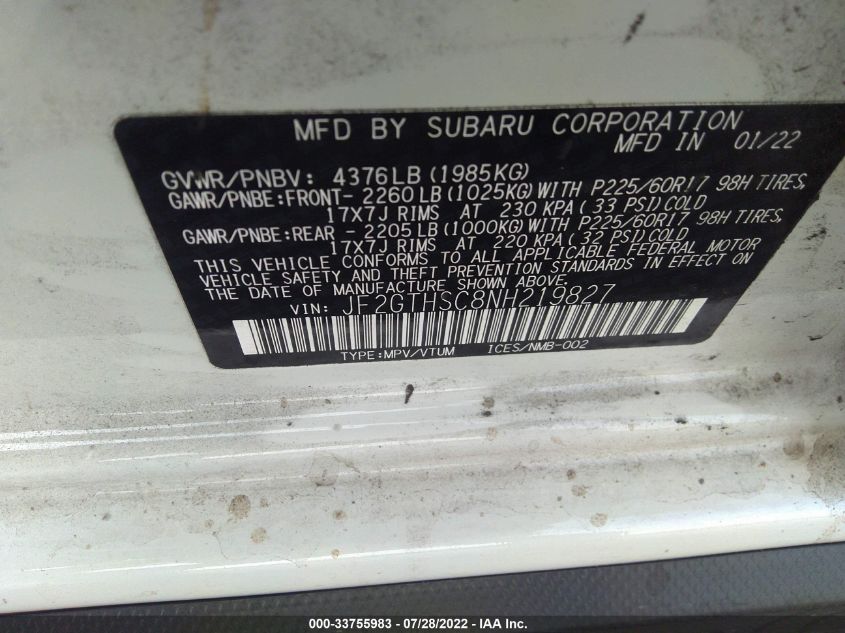 MFD BY SUBARU CORPORATION
MFD IN 01/22
GVWR/PNBV: 4376LB (1985KG)
GAWR/PNBE:FRONT- 2260 LB (1025KG) WITH P225/60R17 98H TIRES,
17X7J RIMS AT 230 KPA ( 33 PSI) COLD
GAWR/PNBE:REAR - 2205 LB (1000KG) WITH P225/60R17 98H TIRES,
17X7J RIMS AT 220 KPA ( 32 PSI) COLD
THIS VEHICLE CONFORMS TO ALL APPLICABLE FEDERAL MOTOR
VEHICLE SAFETY AND THEFT PREVENTION STANDARDS IN EFFECT ON
THE DATE OF MANUFACTURE SHOWN ABOVE.
VIN: JF2GTHSC8NH219827
TYPE:MPV/VTUM ICES/NMB-002
000-33755983 / 07/28/2022 - IAA Inc.